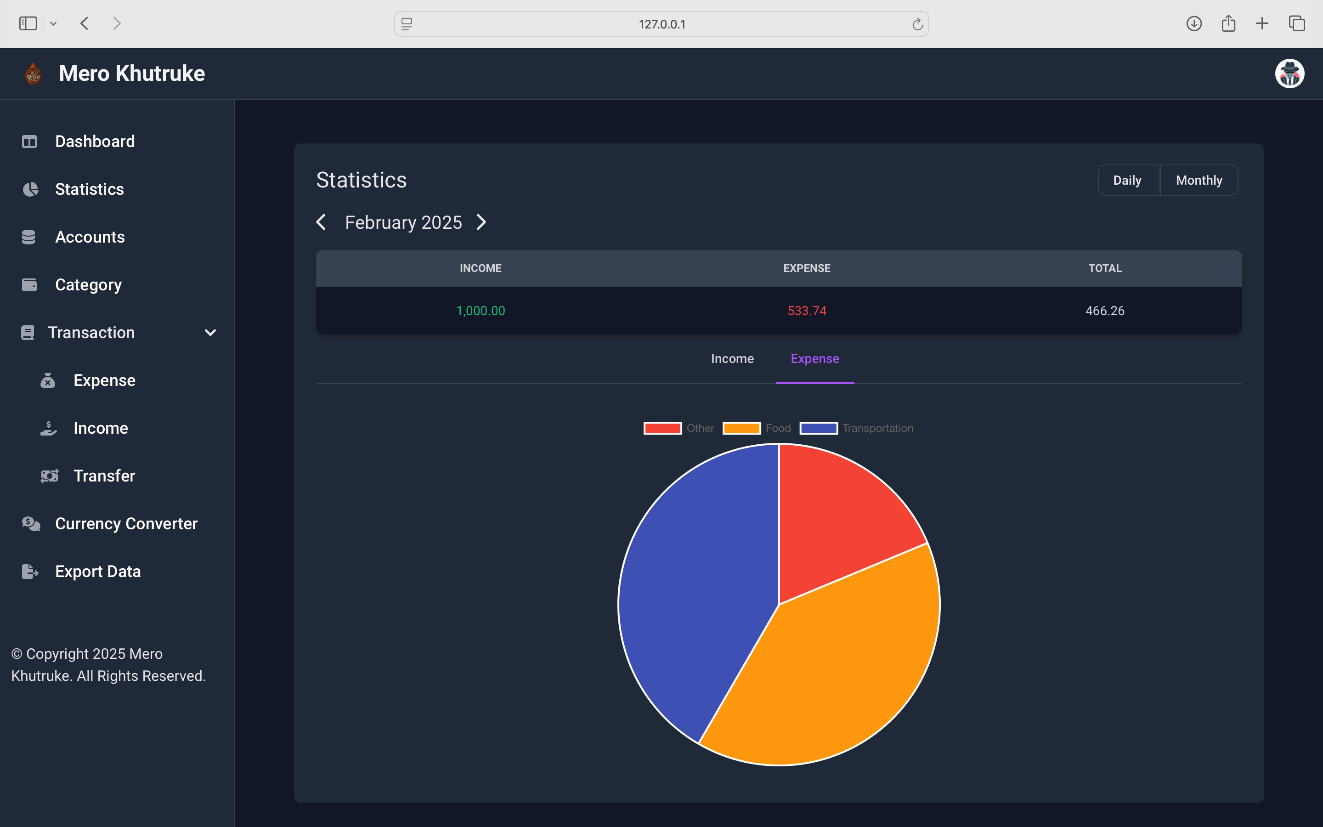 127.0.0.1
Mero Khutruke
Dashboard
Statistics
Accounts
Category
Transaction
Expense
Income
Transfer
Currency Converter
Export Data
© Copyright 2025 Mero
Khutruke. All Rights Reserved.
Statistics
Daily Monthly
February 2025
INCOME EXPENSE TOTAL
1,000.00 533.74 466.26
Income Expense
Other Food Transportation